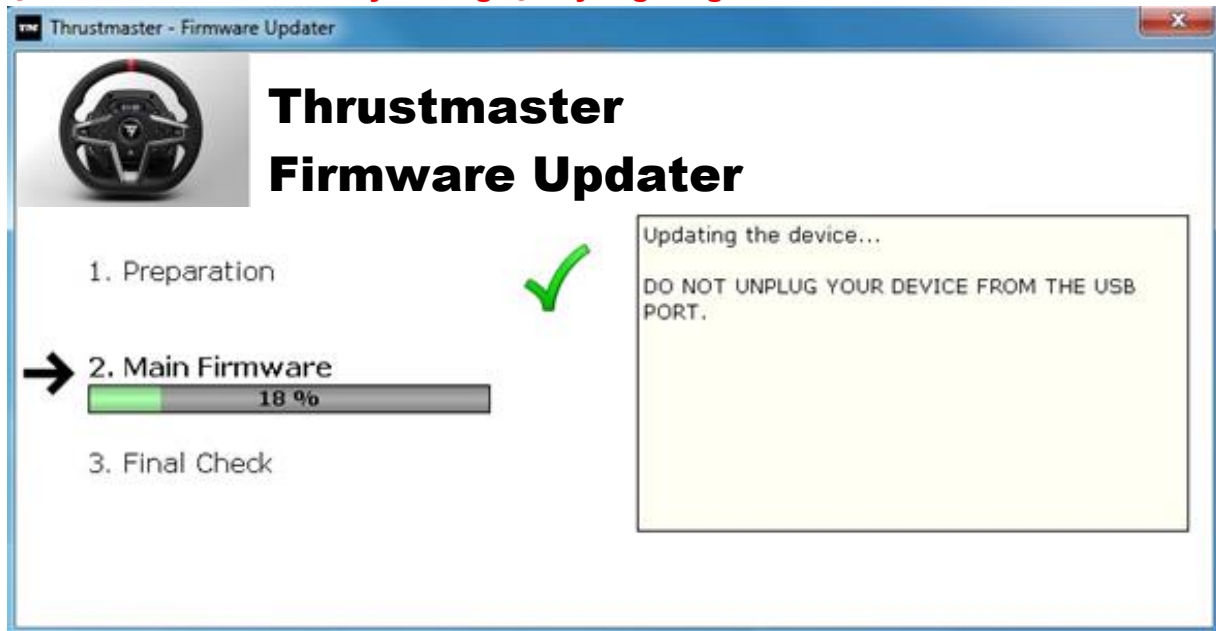 Thrustmaster - Firmware Updater
Thrustmaster
Firmware Updater
1. Preparation
2. Main Firmware
18 %
3. Final Check
Updating the device...
DO NOT UNPLUG YOUR DEVICE FROM THE USB
PORT.